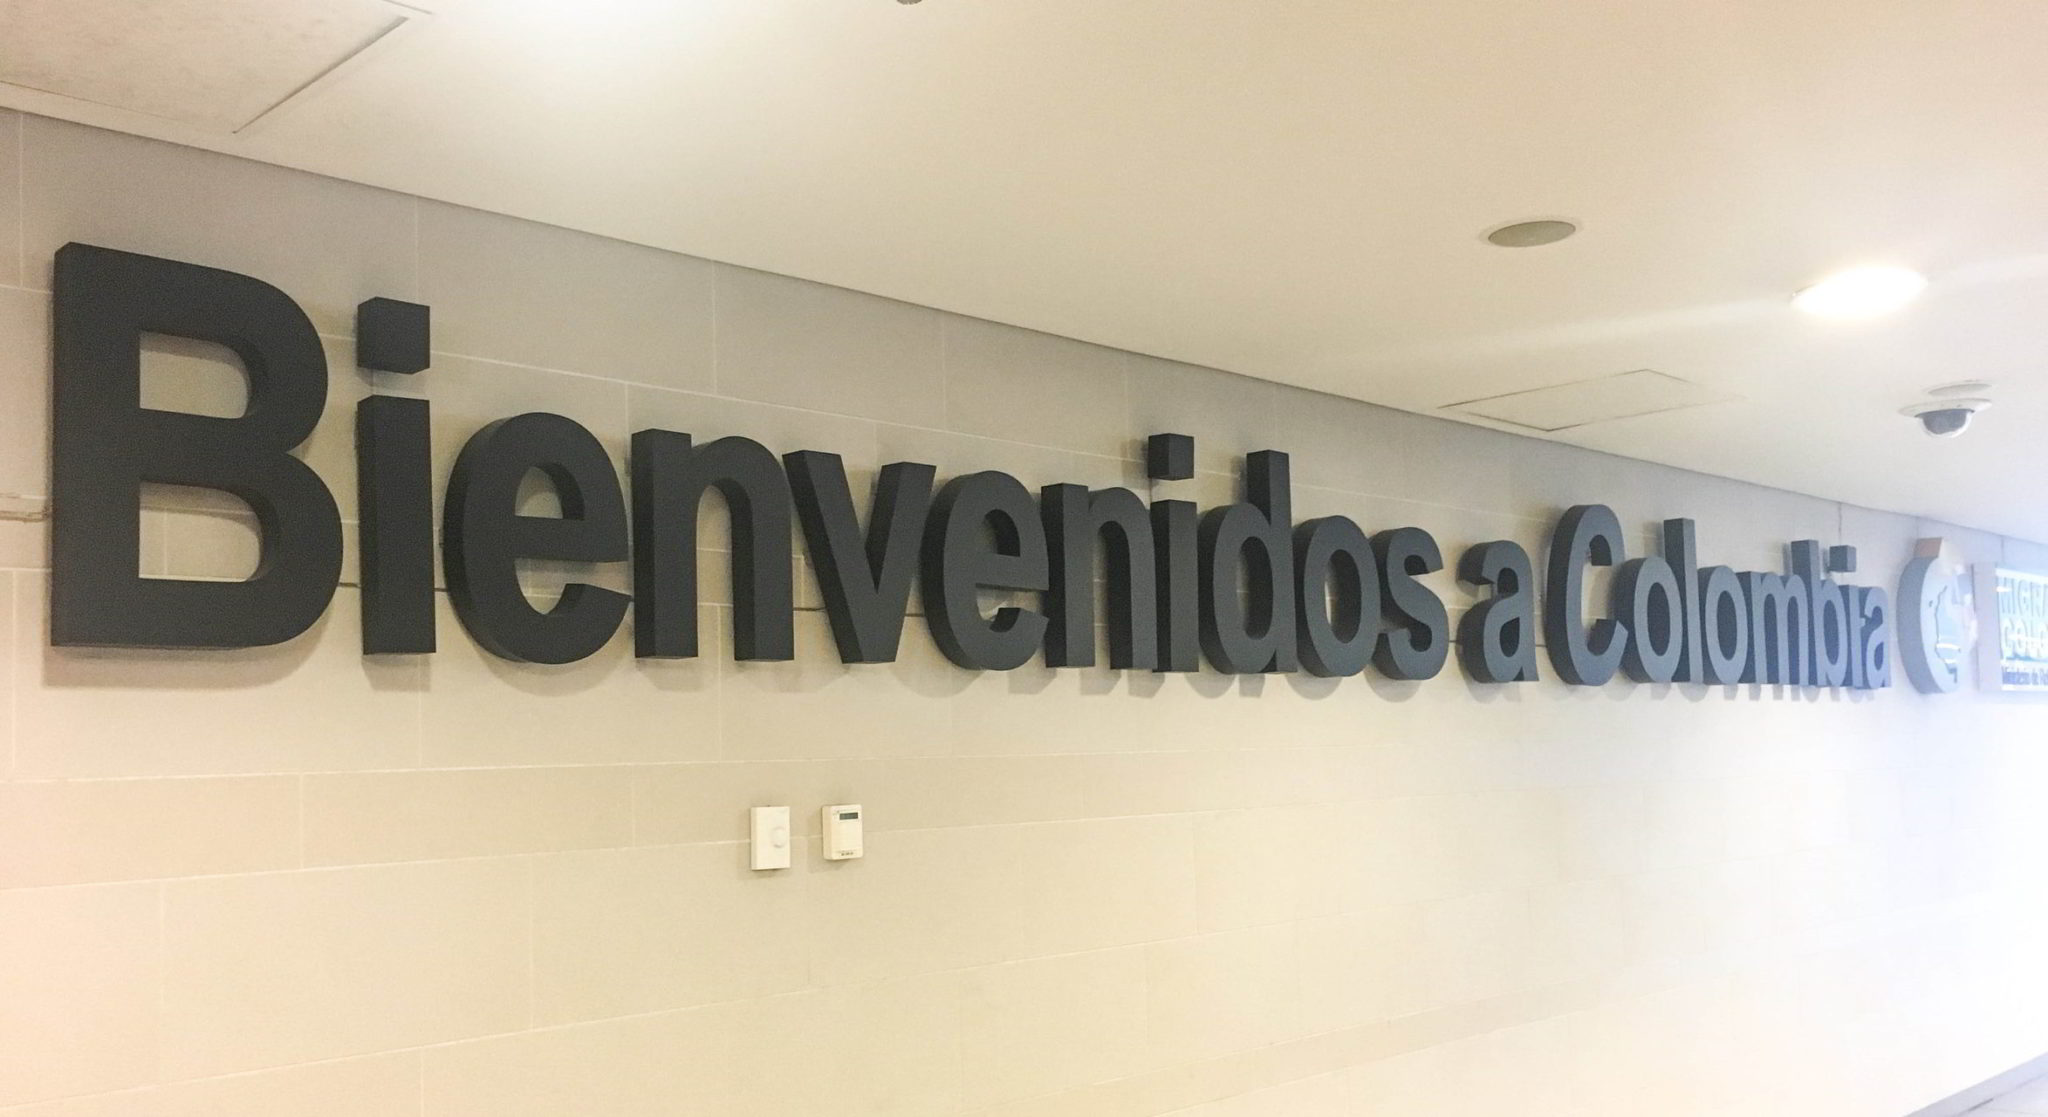 Bienvenidos a Colombia